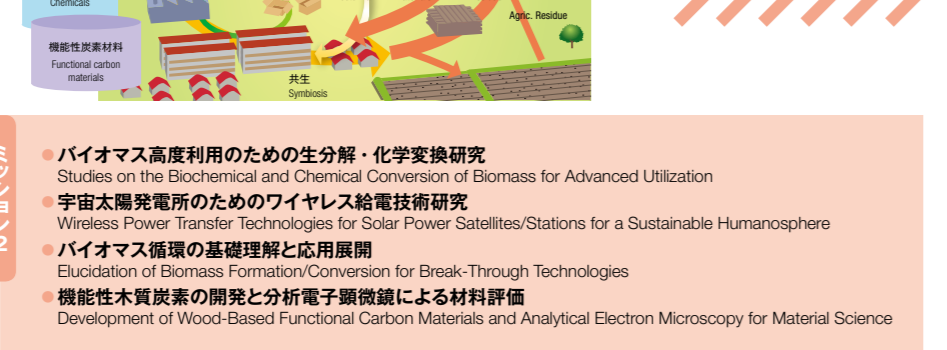 Chemicals
機能性炭素材料
Functional carbon
materials
Agric. Residue
共生
Symbiosis
ミッション2
●バイオマス高度利用のための生分解・化学変換研究
Studies on the Biochemical and Chemical Conversion of Biomass for Advanced Utilization
●宇宙太陽発電所のためのワイヤレス給電技術研究
Wireless Power Transfer Technologies for Solar Power Satellites/Stations for a Sustainable Humanosphere
●バイオマス循環の基礎理解と応用展開
Elucidation of Biomass Formation/Conversion for Break-Through Technologies
●機能性木質炭素の開発と分析電子顕微鏡による材料評価
Development of Wood-Based Functional Carbon Materials and Analytical Electron Microscopy for Material Science